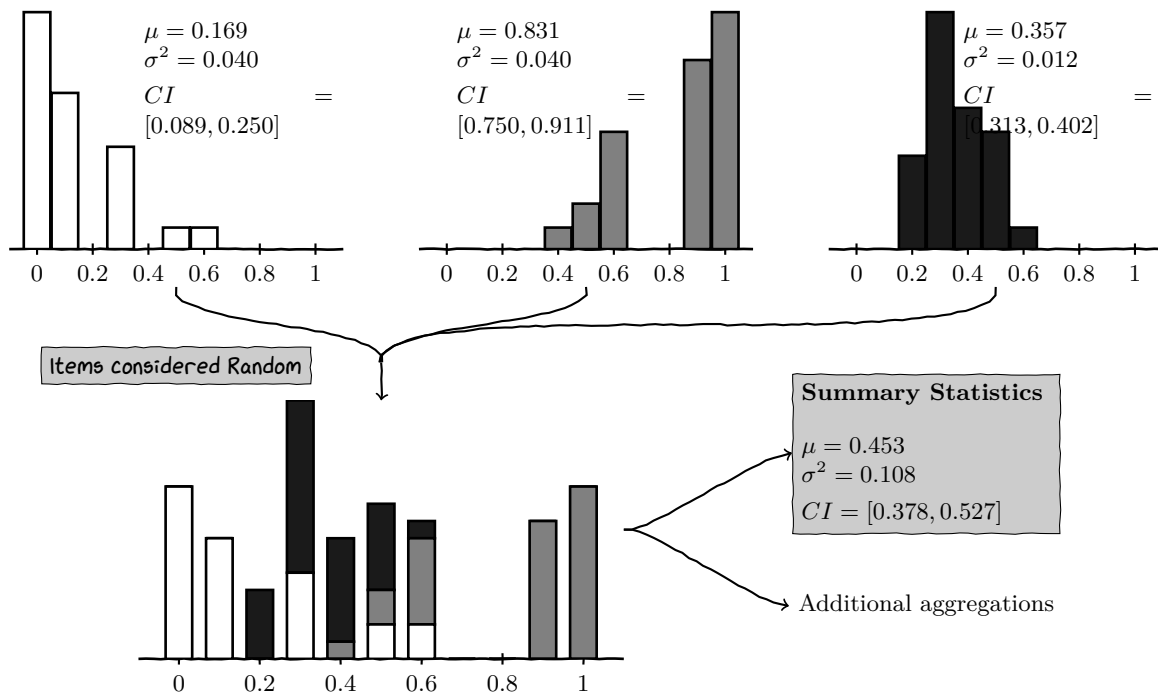 μ = 0.169
σ² = 0.040
CI =
[0.089, 0.250]
0 0.2 0.4 0.6 0.8 1
μ = 0.831
σ² = 0.040
CI =
[0.750, 0.911]
0 0.2 0.4 0.6 0.8 1
μ = 0.357
σ² = 0.012
CI =
[0.313, 0.402]
0 0.2 0.4 0.6 0.8 1
Items considered Random
0 0.2 0.4 0.6 0.8 1
Summary Statistics
μ = 0.453
σ² = 0.108
CI = [0.378, 0.527]
Additional aggregations